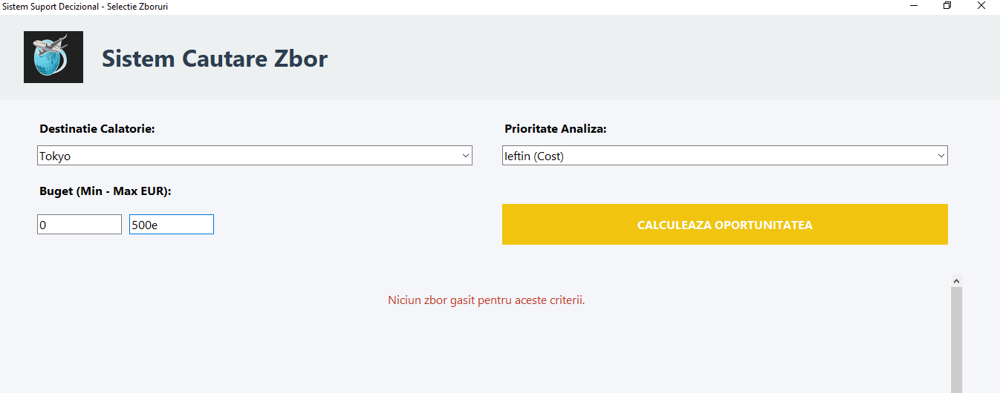 Sistem Suport Decizional - Selectie Zboruri
Sistem Cautare Zbor
Destinatie Calatorie:
Prioritate Analiza:
Tokyo
Ieftin (Cost)
Buget (Min - Max EUR):
0
500e
CALCULEAZA OPORTUNITATEA
Niciun zbor gasit pentru aceste criterii.